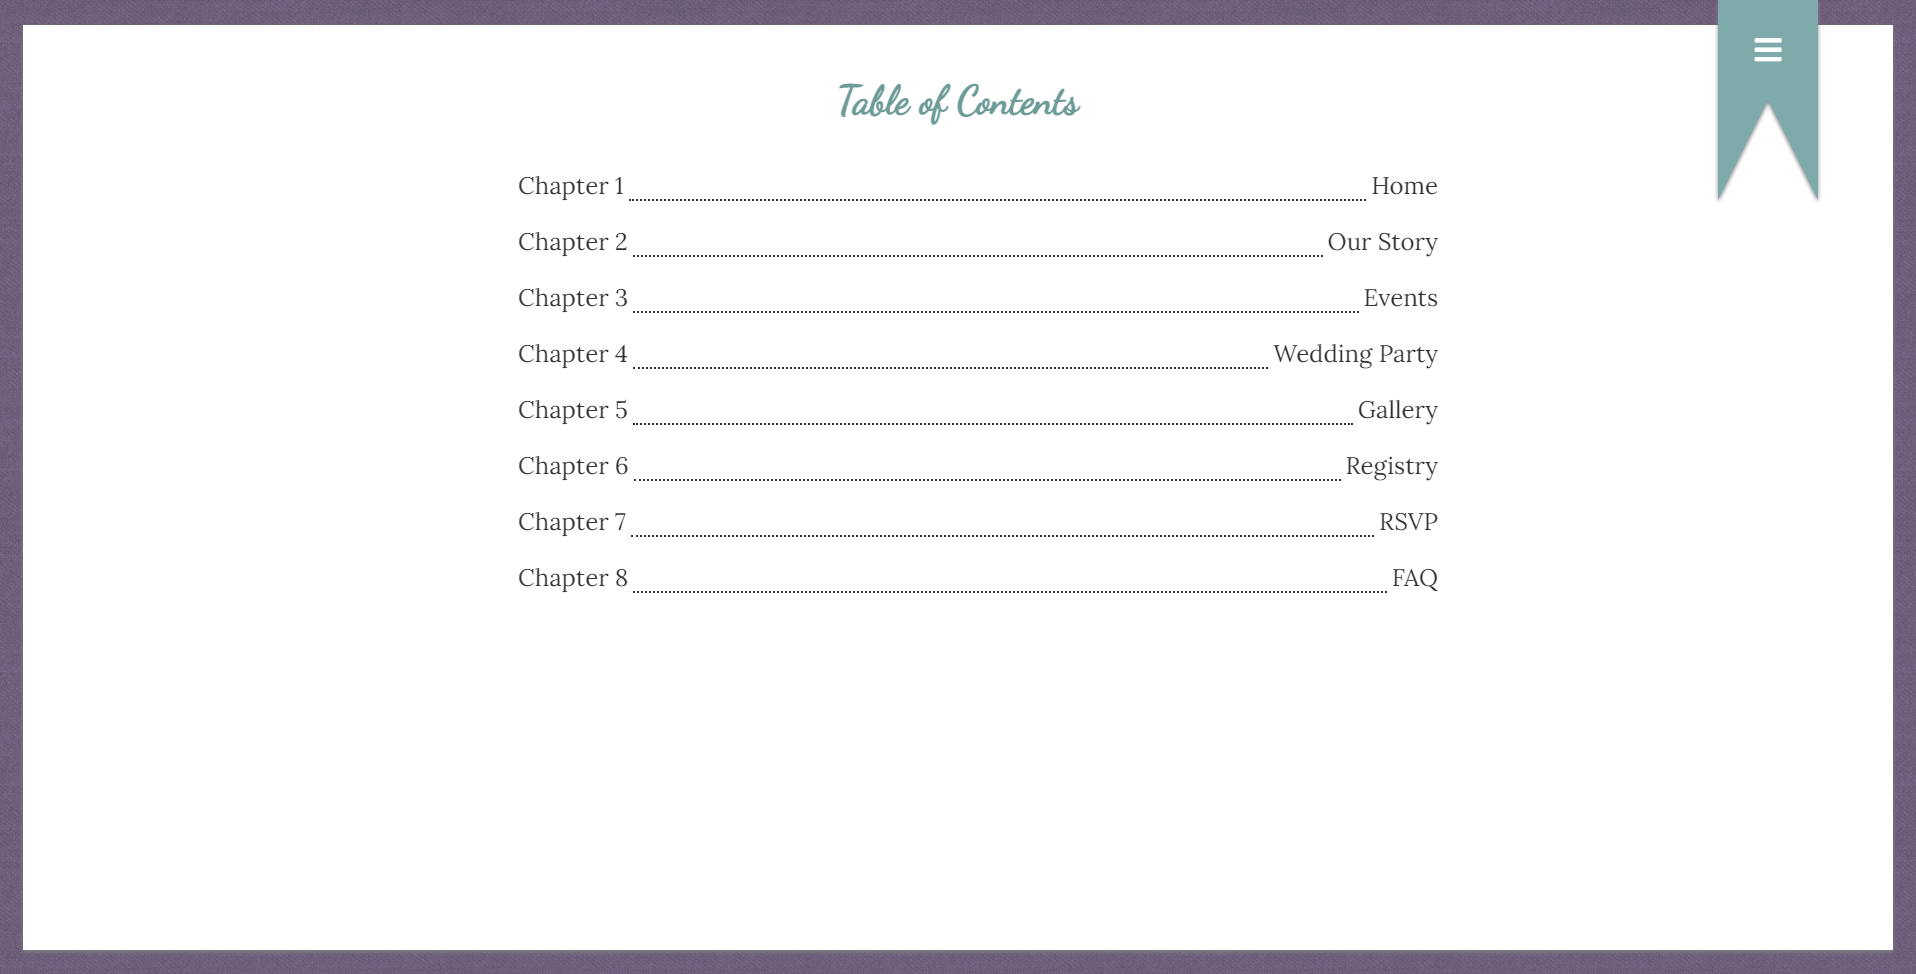 Table of Contents
Chapter 1 Home
Chapter 2 Our Story
Chapter 3 Events
Chapter 4 Wedding Party
Chapter 5 Gallery
Chapter 6 Registry
Chapter 7 RSVP
Chapter 8 FAQ